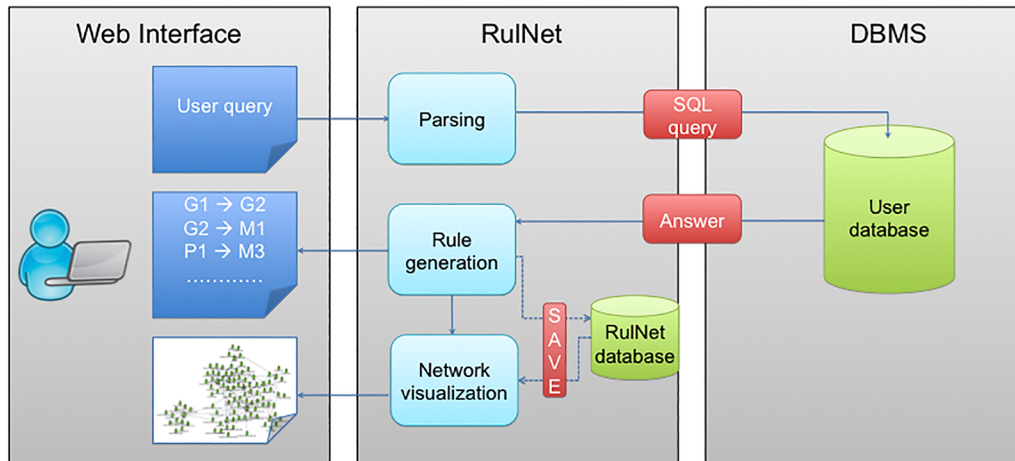 Web Interface
RulNet
DBMS
User query
Parsing
SQL
query
G1 → G2
G2 → M1
P1 → M3
............
Rule
generation
Answer
User
database
Network
visualization
S
A
V
E
RulNet
database